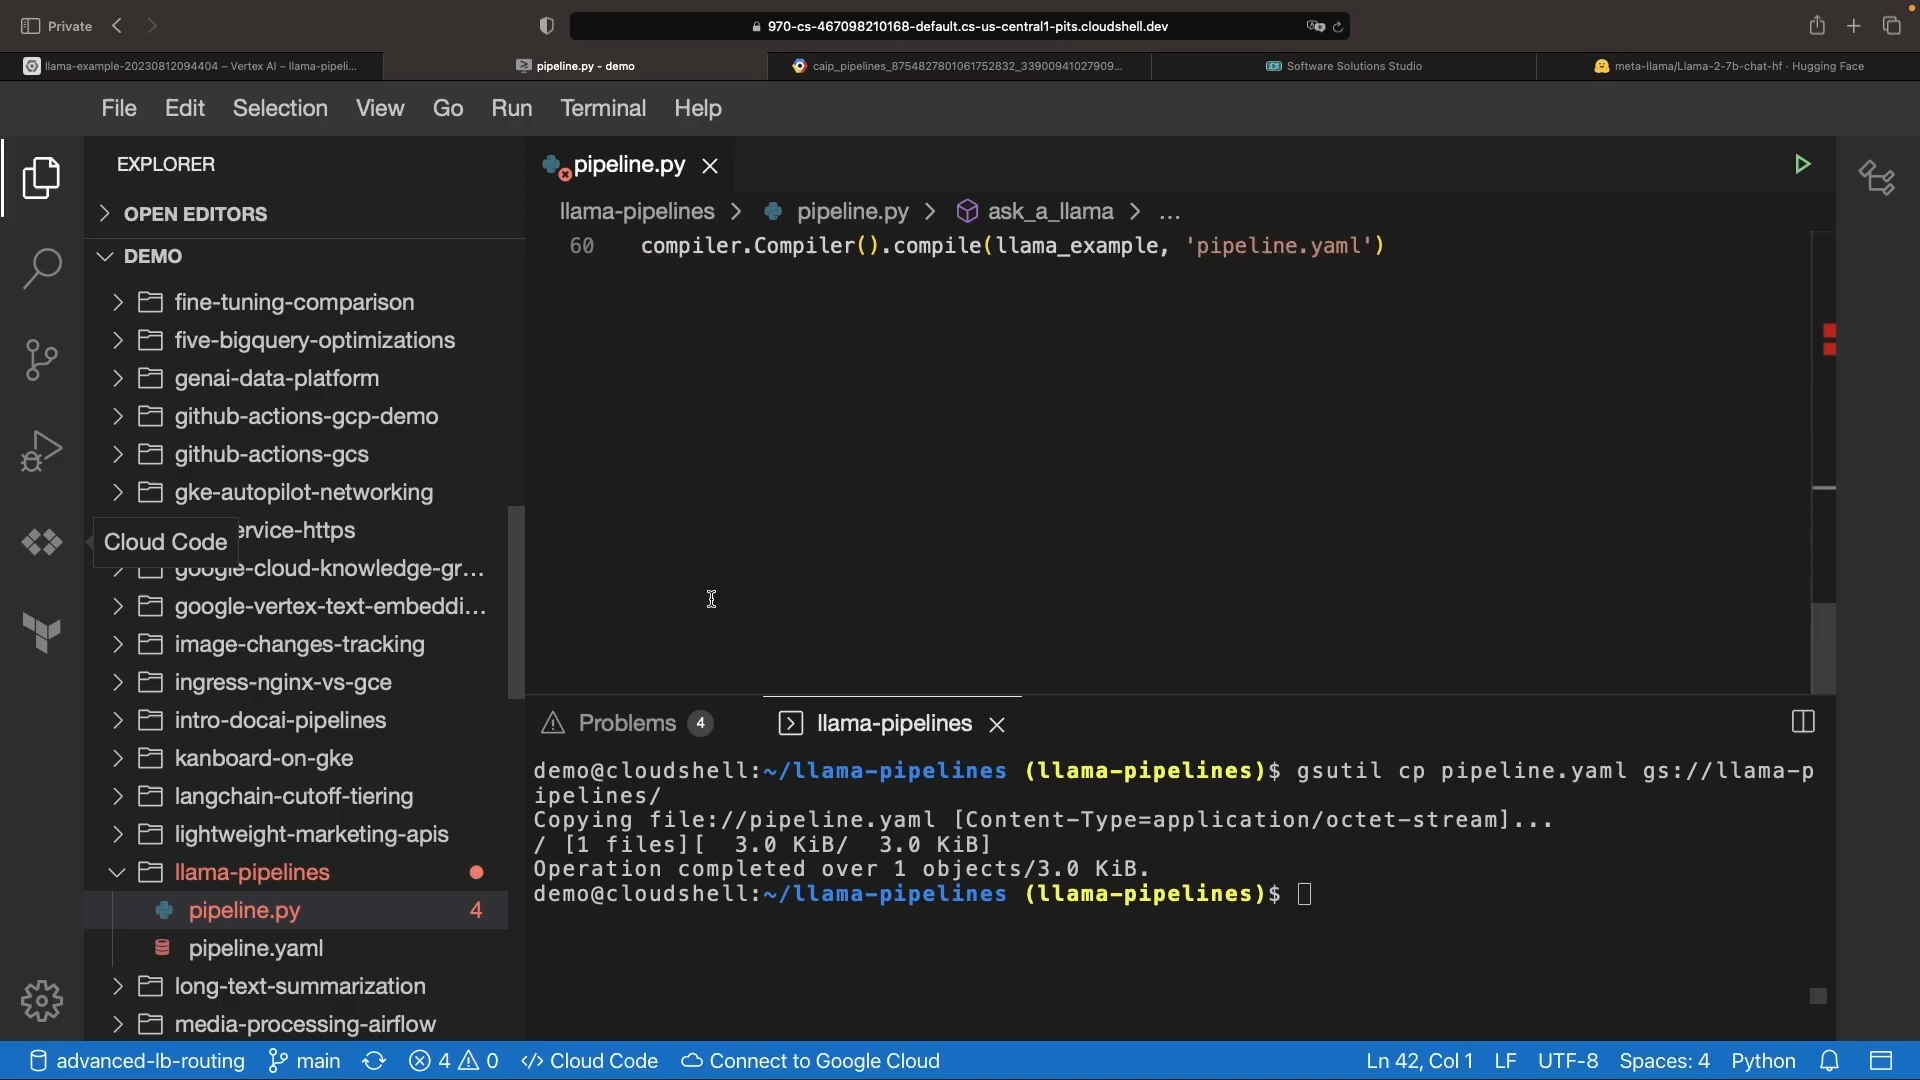 Private
970-cs-467098210168-default.cs-us-central1-pits.cloudshell.dev
llama-example-20230812094404 – Vertex AI – llama-pipeli...
pipeline.py - demo
caip_pipelines_8754827801061752832_33900941027909...
Software Solutions Studio
meta-llama/Llama-2-7b-chat-hf · Hugging Face
File Edit Selection View Go Run Terminal Help
EXPLORER
OPEN EDITORS
DEMO
fine-tuning-comparison
five-bigquery-optimizations
genai-data-platform
github-actions-gcp-demo
github-actions-gcs
gke-autopilot-networking
ervice-https
Cloud Code
google-cloud-knowledge-gr...
google-vertex-text-embeddi...
image-changes-tracking
ingress-nginx-vs-gce
intro-docai-pipelines
kanboard-on-gke
langchain-cutoff-tiering
lightweight-marketing-apis
llama-pipelines
pipeline.py 4
pipeline.yaml
long-text-summarization
media-processing-airflow
pipeline.py
llama-pipelines > pipeline.py > ask_a_llama > ...
60 compiler.Compiler().compile(llama_example, 'pipeline.yaml')
Problems 4
llama-pipelines
demo@cloudshell:~/llama-pipelines (llama-pipelines)$ gsutil cp pipeline.yaml gs://llama-p
ipelines/
Copying file://pipeline.yaml [Content-Type=application/octet-stream]...
/ [1 files][  3.0 KiB/  3.0 KiB]
Operation completed over 1 objects/3.0 KiB.
demo@cloudshell:~/llama-pipelines (llama-pipelines)$
advanced-lb-routing main 4 0 Cloud Code Connect to Google Cloud Ln 42, Col 1 LF UTF-8 Spaces: 4 Python